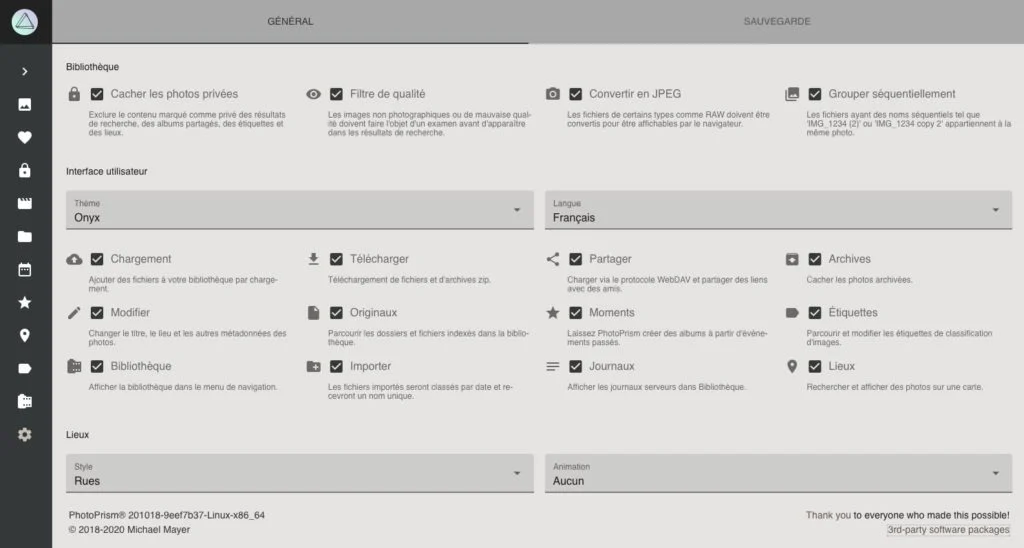 GÉNÉRAL
SAUVEGARDE
Bibliothèque
Cacher les photos privées
Exclure le contenu marqué comme privé des résultats
de recherche, des albums partagés, des étiquettes et
des lieux.
Filtre de qualité
Les images non photographiques ou de mauvaise quali-
té doivent faire l'objet d'un examen avant d'apparaître
dans les résultats de recherche.
Convertir en JPEG
Les fichiers de certains types comme RAW doivent être
convertis pour être affichables par le navigateur.
Grouper séquentiellement
Les fichiers ayant des noms séquentiels tel que
'IMG_1234 (2)' ou 'IMG_1234 copy 2' appartiennent à la
même photo.
Interface utilisateur
Thème
Onyx
Langue
Français
Chargement
Ajouter des fichiers à votre bibliothèque par charge-
ment.
Télécharger
Téléchargement de fichiers et d'archives zip.
Partager
Charger via le protocole WebDAV et partager des liens
avec des amis.
Archives
Cacher les photos archivées.
Modifier
Changer le titre, le lieu et les autres métadonnées des
photos.
Originaux
Parcourir les dossiers et fichiers indexés dans la biblio-
thèque.
Moments
Laissez PhotoPrism créer des albums à partir d'évène-
ments passés.
Étiquettes
Parcourir et modifier les étiquettes de classification
d'images.
Bibliothèque
Afficher la bibliothèque dans le menu de navigation.
Importer
Les fichiers importés seront classés par date et re-
cevront un nom unique.
Journaux
Afficher les journaux serveurs dans Bibliothèque.
Lieux
Rechercher et afficher des photos sur une carte.
Lieux
Style
Rues
Animation
Aucun
PhotoPrism® 201018-9eef7b37-Linux-x86_64
© 2018-2020 Michael Mayer
Thank you to everyone who made this possible!
3rd-party software packages